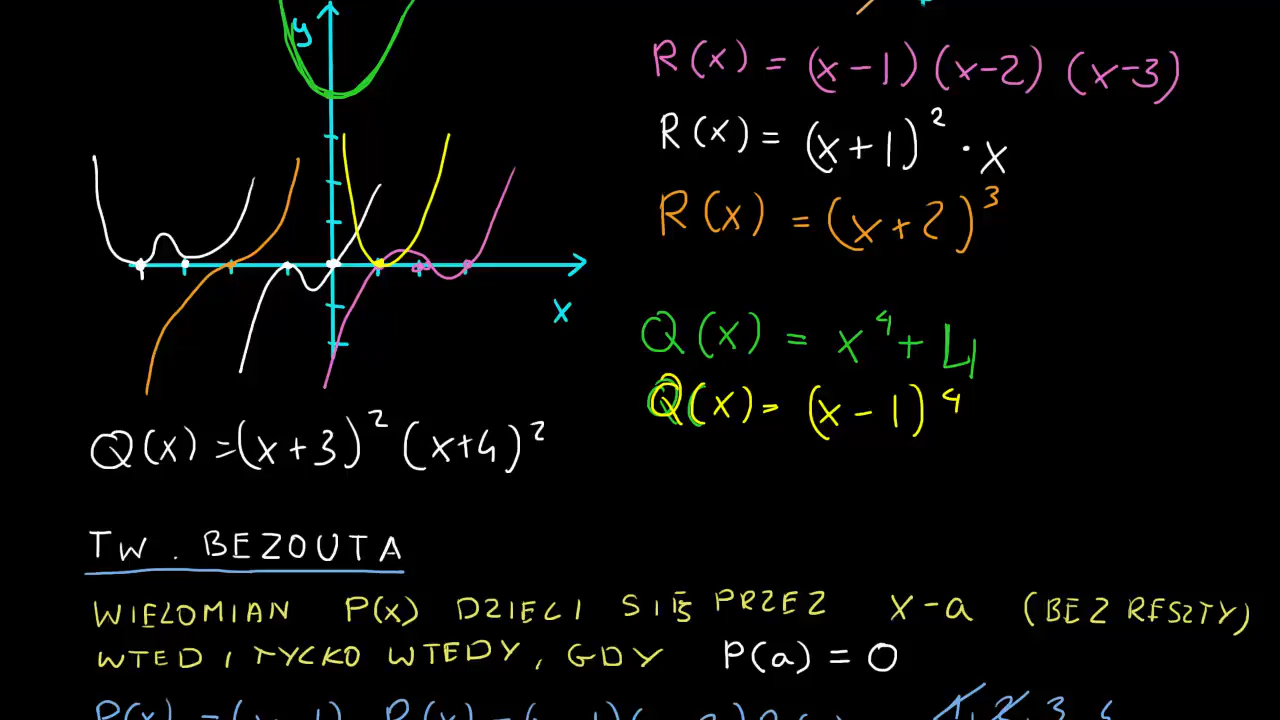 y
R(x) = (x-1) (x-2) (x-3)
R(x) = (x+1)² · x
R(x) = (x+2)³
x
Q(x) = x⁴ + 4
Q(x) = (x-1)⁴
Q(x) = (x+3)² (x+4)²
TW. BEZOUTA
WIELOMIAN P(x) DZIELI SIĘ PRZEZ x-a (BEZ RESZTY)
WTED I TYLKO WTEDY, GDY P(a) = 0